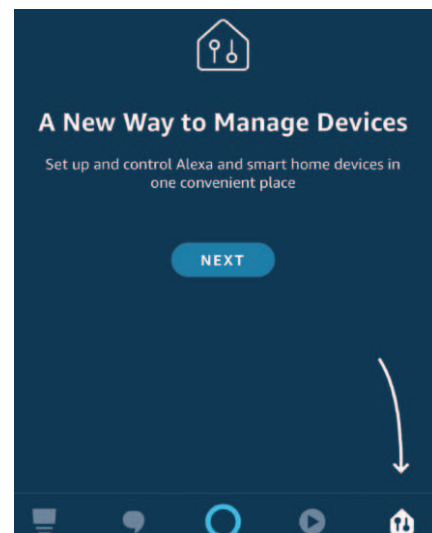 A New Way to Manage Devices
Set up and control Alexa and smart home devices in
one convenient place
NEXT